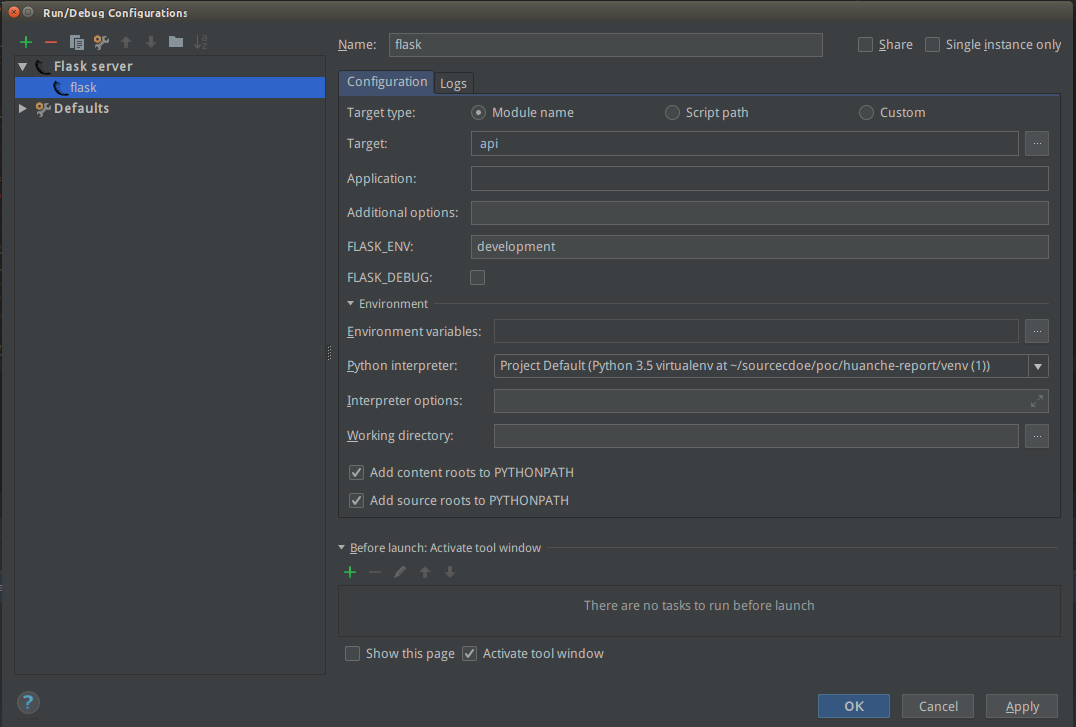 Run/Debug Configurations
Name: flask Share Single instance only
Flask server
flask
Defaults
Configuration Logs
Target type: Module name Script path Custom
Target: api ...
Application:
Additional options:
FLASK_ENV: development
FLASK_DEBUG:
Environment
Environment variables: ...
Python interpreter: Project Default (Python 3.5 virtualenv at ~/sourcecdoe/poc/huanche-report/venv (1))
Interpreter options:
Working directory: ...
Add content roots to PYTHONPATH
Add source roots to PYTHONPATH
Before launch: Activate tool window
There are no tasks to run before launch
Show this page Activate tool window
? OK Cancel Apply